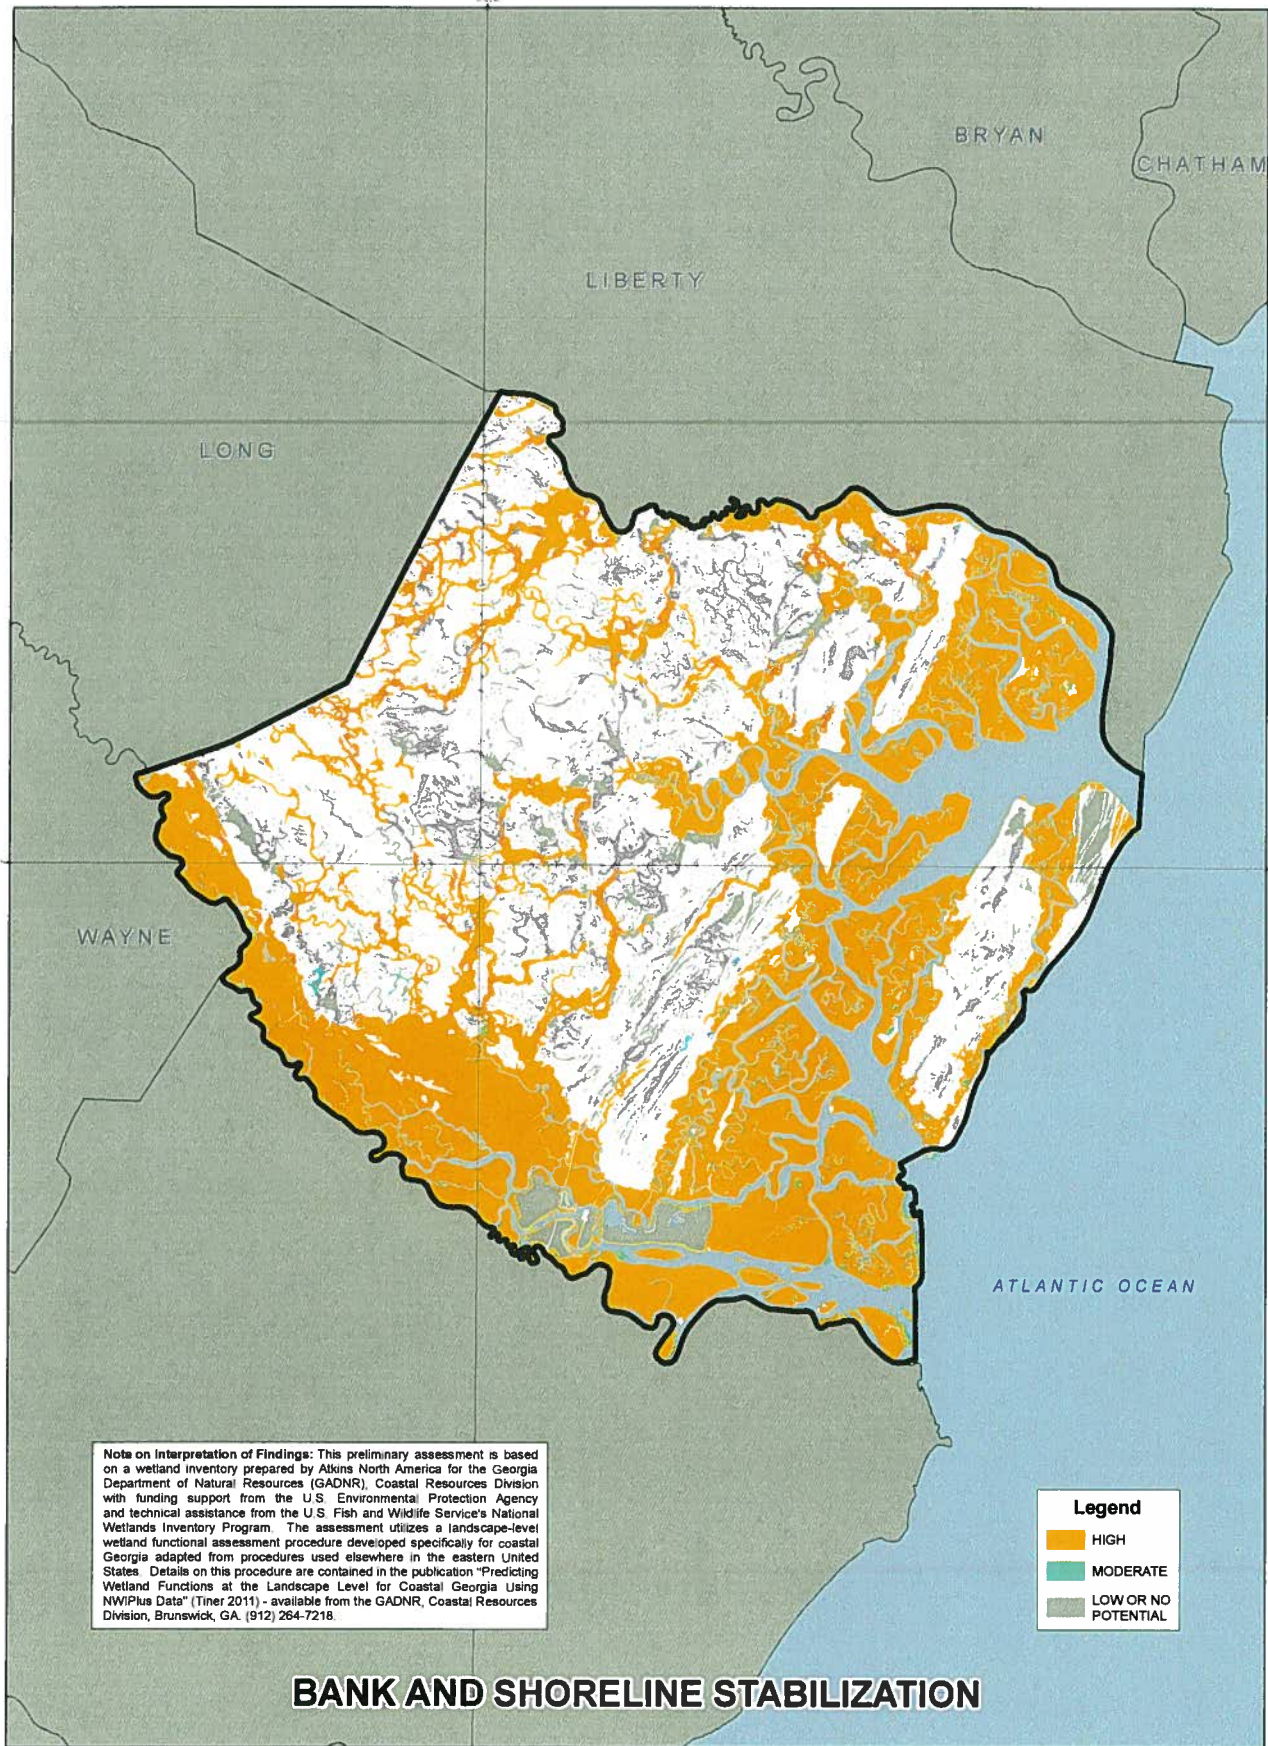 BRYAN
CHATHAM
LIBERTY
LONG
WAYNE
ATLANTIC OCEAN
Note on Interpretation of Findings: This preliminary assessment is based
on a wetland inventory prepared by Atkins North America for the Georgia
Department of Natural Resources (GADNR), Coastal Resources Division
with funding support from the U.S. Environmental Protection Agency
and technical assistance from the U.S. Fish and Wildlife Service's National
Wetlands Inventory Program. The assessment utilizes a landscape-level
wetland functional assessment procedure developed specifically for coastal
Georgia adapted from procedures used elsewhere in the eastern United
States. Details on this procedure are contained in the publication "Predicting
Wetland Functions at the Landscape Level for Coastal Georgia Using
NWIPlus Data" (Tiner 2011) - available from the GADNR, Coastal Resources
Division, Brunswick, GA. (912) 264-7218.
Legend
HIGH
MODERATE
LOW OR NO
POTENTIAL
BANK AND SHORELINE STABILIZATION